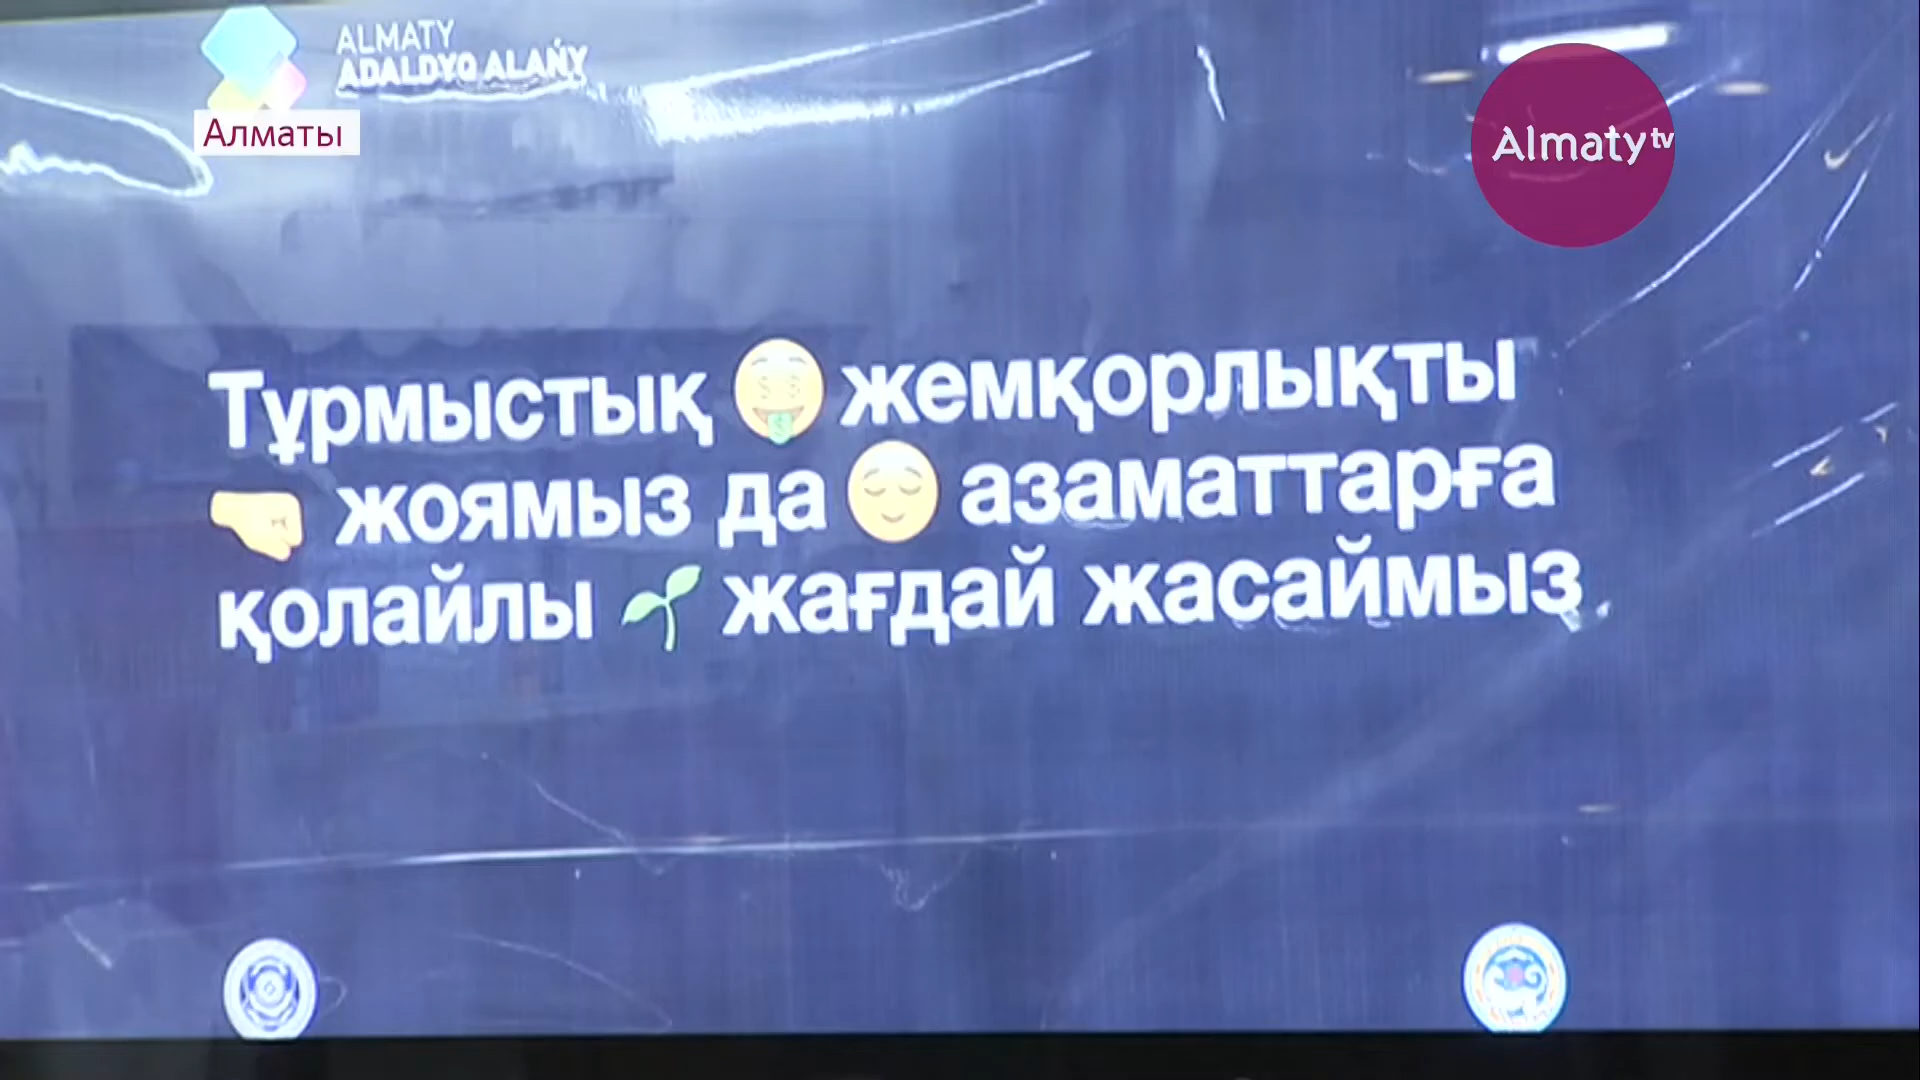 ALMATY
ADALDYQ ALAŃY
Алматы
Almaty tv
Тұрмыстық 🤑 жемқорлықты
🤜 жоямыз да 😌 азаматтарға
қолайлы 🌱 жағдай жасаймыз